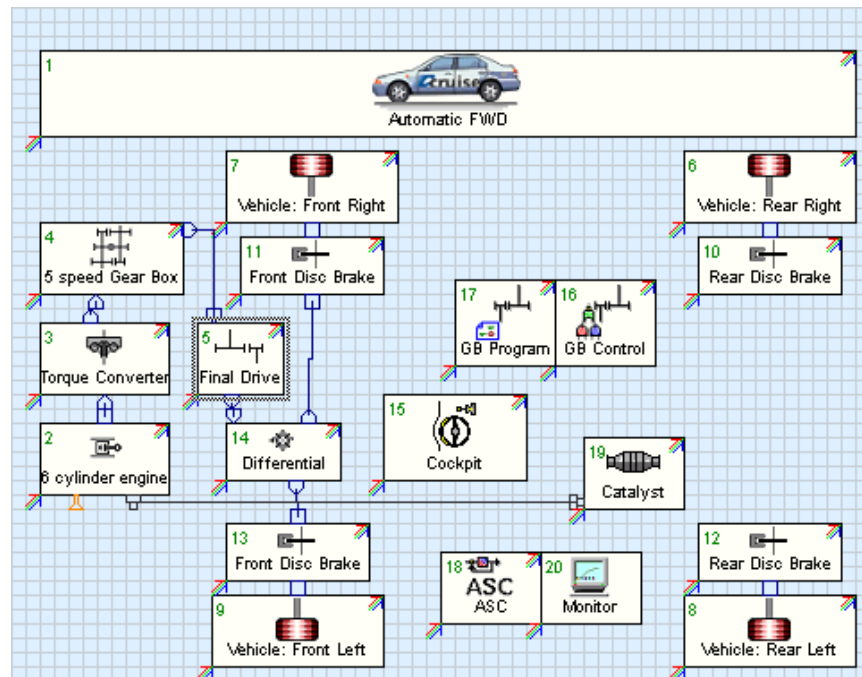 1
Cruise
Automatic FWD
7
Vehicle: Front Right
6
Vehicle: Rear Right
4
5 speed Gear Box
11
Front Disc Brake
10
Rear Disc Brake
17
GB Program
16
GB Control
3
Torque Converter
5
Final Drive
15
Cockpit
2
6 cylinder engine
14
Differential
19
Catalyst
13
Front Disc Brake
12
Rear Disc Brake
18
ASC
ASC
20
Monitor
9
Vehicle: Front Left
8
Vehicle: Rear Left